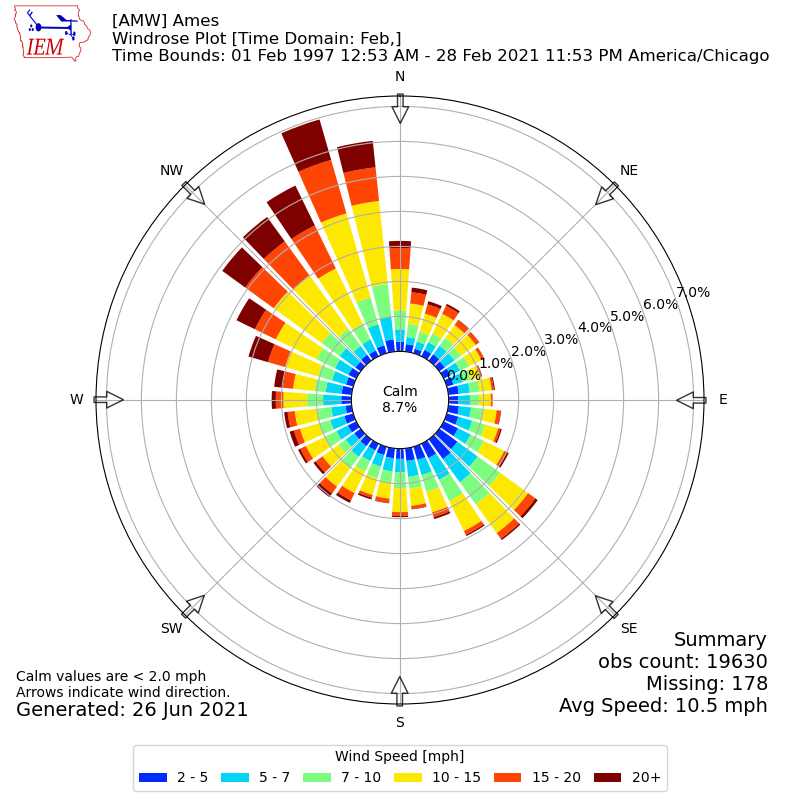 IEM
[AMW] Ames
Windrose Plot [Time Domain: Feb,]
Time Bounds: 01 Feb 1997 12:53 AM - 28 Feb 2021 11:53 PM America/Chicago
N
NW
NE
7.0%
6.0%
5.0%
4.0%
3.0%
2.0%
1.0%
0.0%
W
Calm
8.7%
E
SW
SE
S
Summary
obs count: 19630
Missing: 178
Avg Speed: 10.5 mph
Calm values are < 2.0 mph
Arrows indicate wind direction.
Generated: 26 Jun 2021
Wind Speed [mph]
2 - 5 5 - 7 7 - 10 10 - 15 15 - 20 20+